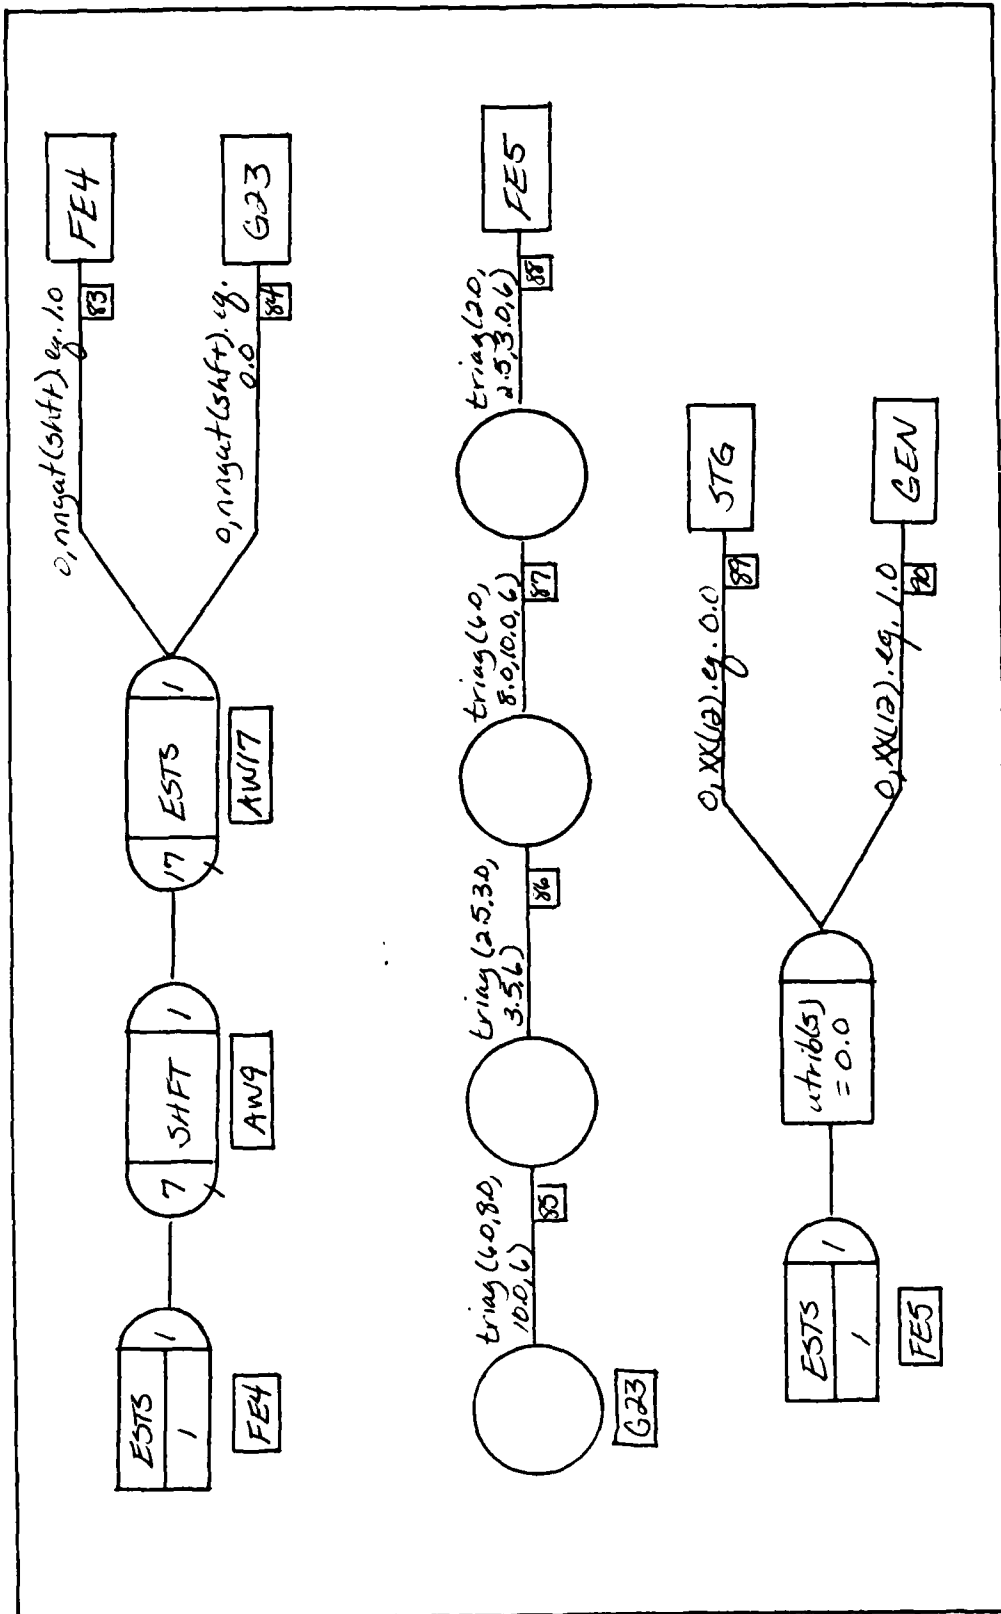 ESTS
1
1
FE4
7
SHFT
1
AW9
17
ESTS
1
AW17
0,nngat(shft).eq.1.0
83
FE4
0,nngat(shft).eq.
0.0
84
G23
G23
triag(6.0,8.0,
10.0,6)
85
triag(2.5,3.0,
3.5,6)
86
triag(6.0,
8.0,10.0,6)
87
triag(2.0,
2.5,3.0,6)
88
FE5
ESTS
1
1
FE5
atrib(5)
=0.0
0,XX(12).eq.0.0
89
STG
0,XX(12).eq.1.0
90
GEN